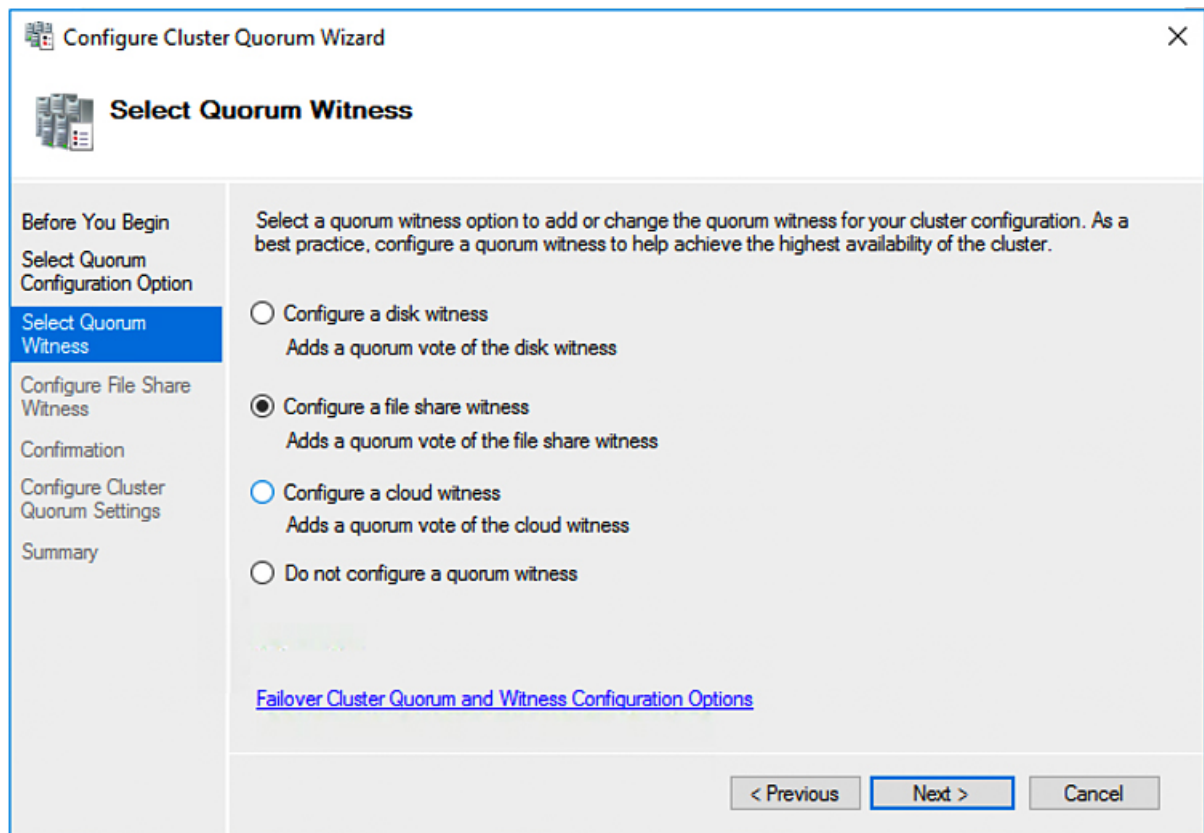 Configure Cluster Quorum Wizard
Select Quorum Witness
Before You Begin
Select Quorum
Configuration Option
Select Quorum
Witness
Configure File Share
Witness
Confirmation
Configure Cluster
Quorum Settings
Summary
Select a quorum witness option to add or change the quorum witness for your cluster configuration. As a
best practice, configure a quorum witness to help achieve the highest availability of the cluster.
Configure a disk witness
Adds a quorum vote of the disk witness
Configure a file share witness
Adds a quorum vote of the file share witness
Configure a cloud witness
Adds a quorum vote of the cloud witness
Do not configure a quorum witness
Failover Cluster Quorum and Witness Configuration Options
< Previous
Next >
Cancel